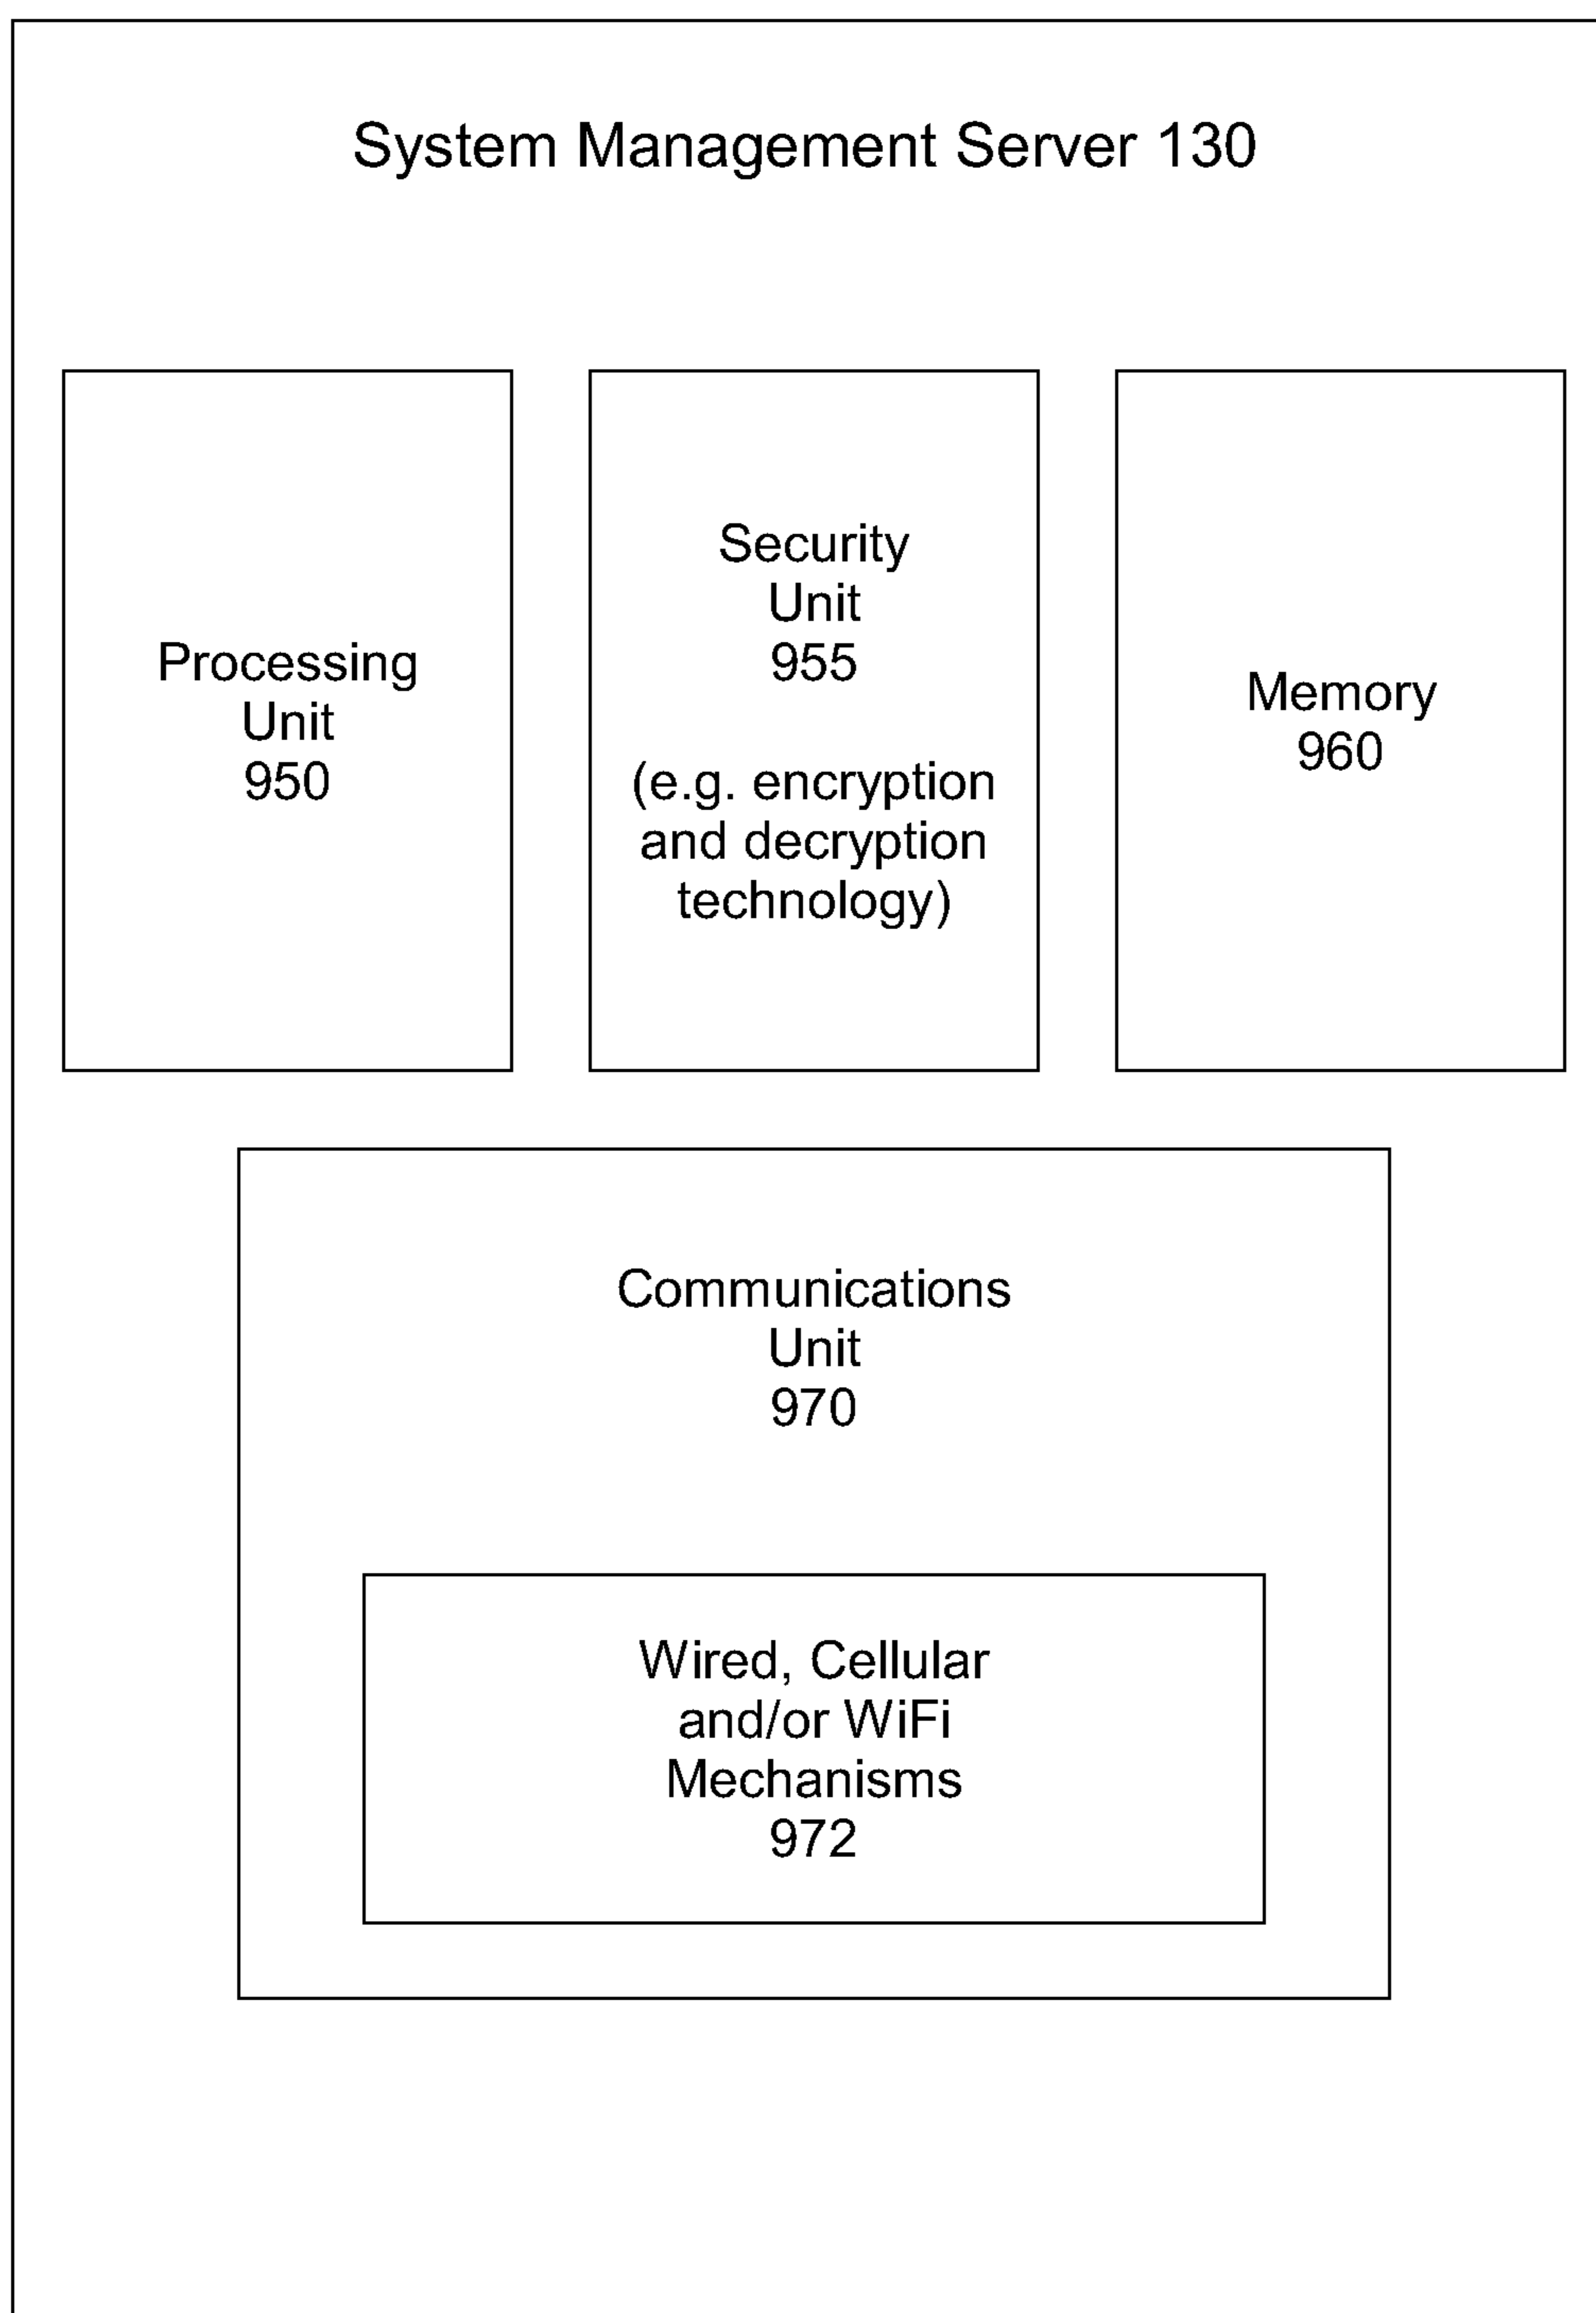 System Management Server 130
Processing
Unit
950
Security
Unit
955
(e.g. encryption
and decryption
technology)
Memory
960
Communications
Unit
970
Wired, Cellular
and/or WiFi
Mechanisms
972